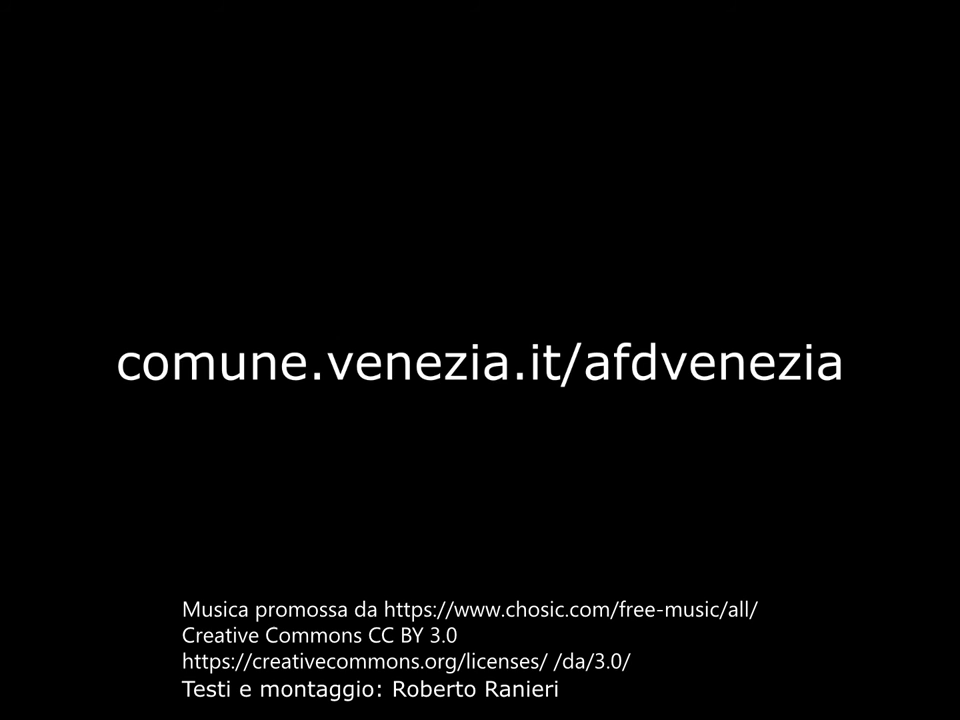 comune.venezia.it/afdvenezia
Musica promossa da https://www.chosic.com/free-music/all/
Creative Commons CC BY 3.0
https://creativecommons.org/licenses/ /da/3.0/
Testi e montaggio: Roberto Ranieri